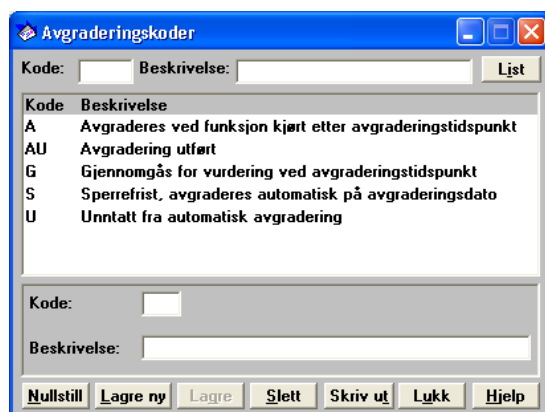 Avgraderingskoder
Kode: Beskrivelse: List
Kode Beskrivelse
A Avgraderes ved funksjon kjørt etter avgraderingstidspunkt
AU Avgradering utført
G Gjennomgås for vurdering ved avgraderingstidspunkt
S Sperrefrist, avgraderes automatisk på avgraderingsdato
U Unntatt fra automatisk avgradering
Kode:
Beskrivelse:
Nullstill Lagre ny Lagre Slett Skriv ut Lukk Hjelp